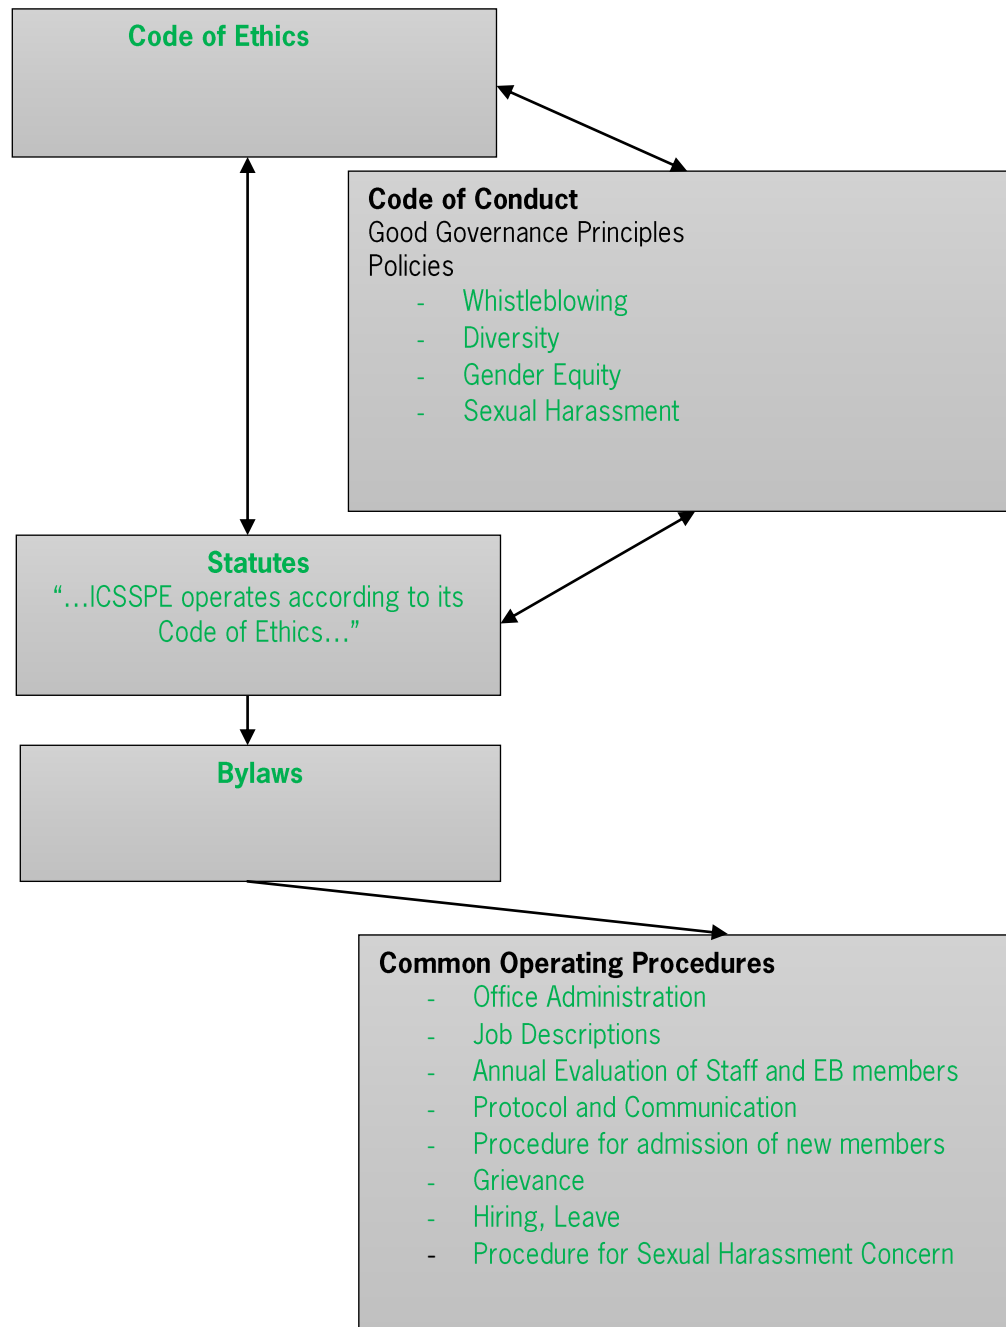 Code of Ethics
Code of Conduct
Good Governance Principles
Policies
- Whistleblowing
- Diversity
- Gender Equity
- Sexual Harassment
Statutes
“…ICSSPE operates according to its
Code of Ethics…”
Bylaws
Common Operating Procedures
- Office Administration
- Job Descriptions
- Annual Evaluation of Staff and EB members
- Protocol and Communication
- Procedure for admission of new members
- Grievance
- Hiring, Leave
- Procedure for Sexual Harassment Concern